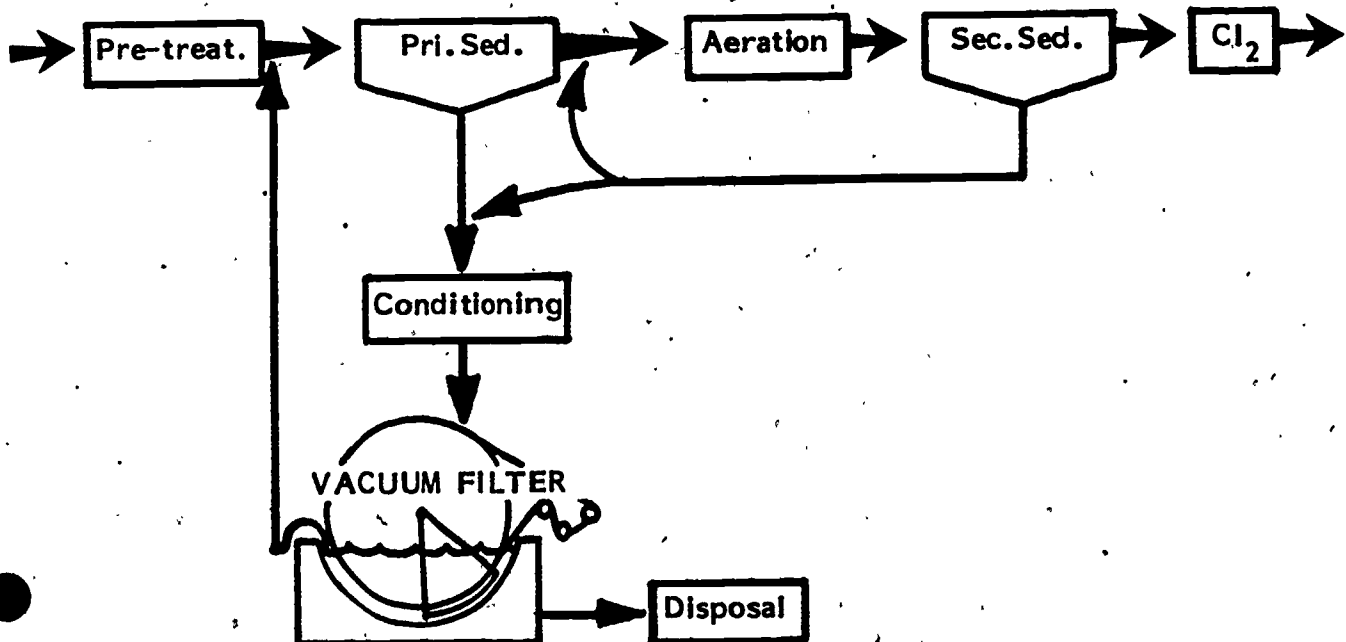 Pre-treat.
Pri. Sed.
Aeration
Sec. Sed.
Cl2
Conditioning
VACUUM FILTER
Disposal